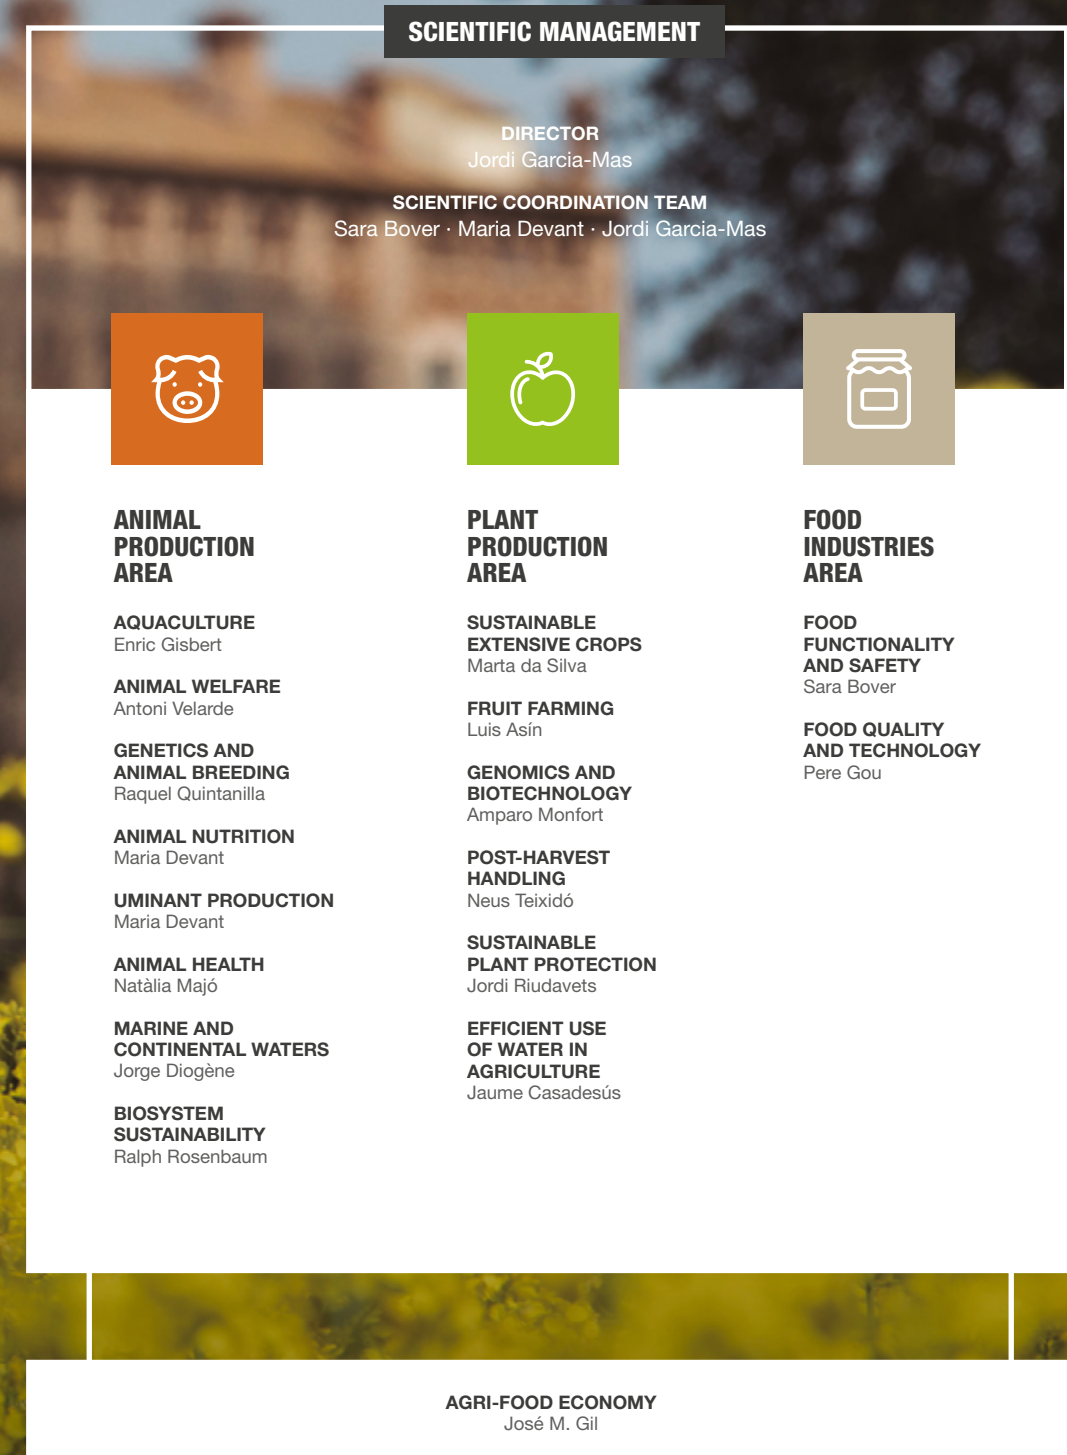 SCIENTIFIC MANAGEMENT
DIRECTOR
Jordi Garcia-Mas
SCIENTIFIC COORDINATION TEAM
Sara Bover · Maria Devant · Jordi Garcia-Mas
ANIMAL
PRODUCTION
AREA
AQUACULTURE
Enric Gisbert
ANIMAL WELFARE
Antoni Velarde
GENETICS AND
ANIMAL BREEDING
Raquel Quintanilla
ANIMAL NUTRITION
Maria Devant
UMINANT PRODUCTION
Maria Devant
ANIMAL HEALTH
Natàlia Majó
MARINE AND
CONTINENTAL WATERS
Jorge Diogène
BIOSYSTEM
SUSTAINABILITY
Ralph Rosenbaum
PLANT
PRODUCTION
AREA
SUSTAINABLE
EXTENSIVE CROPS
Marta da Silva
FRUIT FARMING
Luis Asín
GENOMICS AND
BIOTECHNOLOGY
Amparo Monfort
POST-HARVEST
HANDLING
Neus Teixidó
SUSTAINABLE
PLANT PROTECTION
Jordi Riudavets
EFFICIENT USE
OF WATER IN
AGRICULTURE
Jaume Casadesús
FOOD
INDUSTRIES
AREA
FOOD
FUNCTIONALITY
AND SAFETY
Sara Bover
FOOD QUALITY
AND TECHNOLOGY
Pere Gou
AGRI-FOOD ECONOMY
José M. Gil